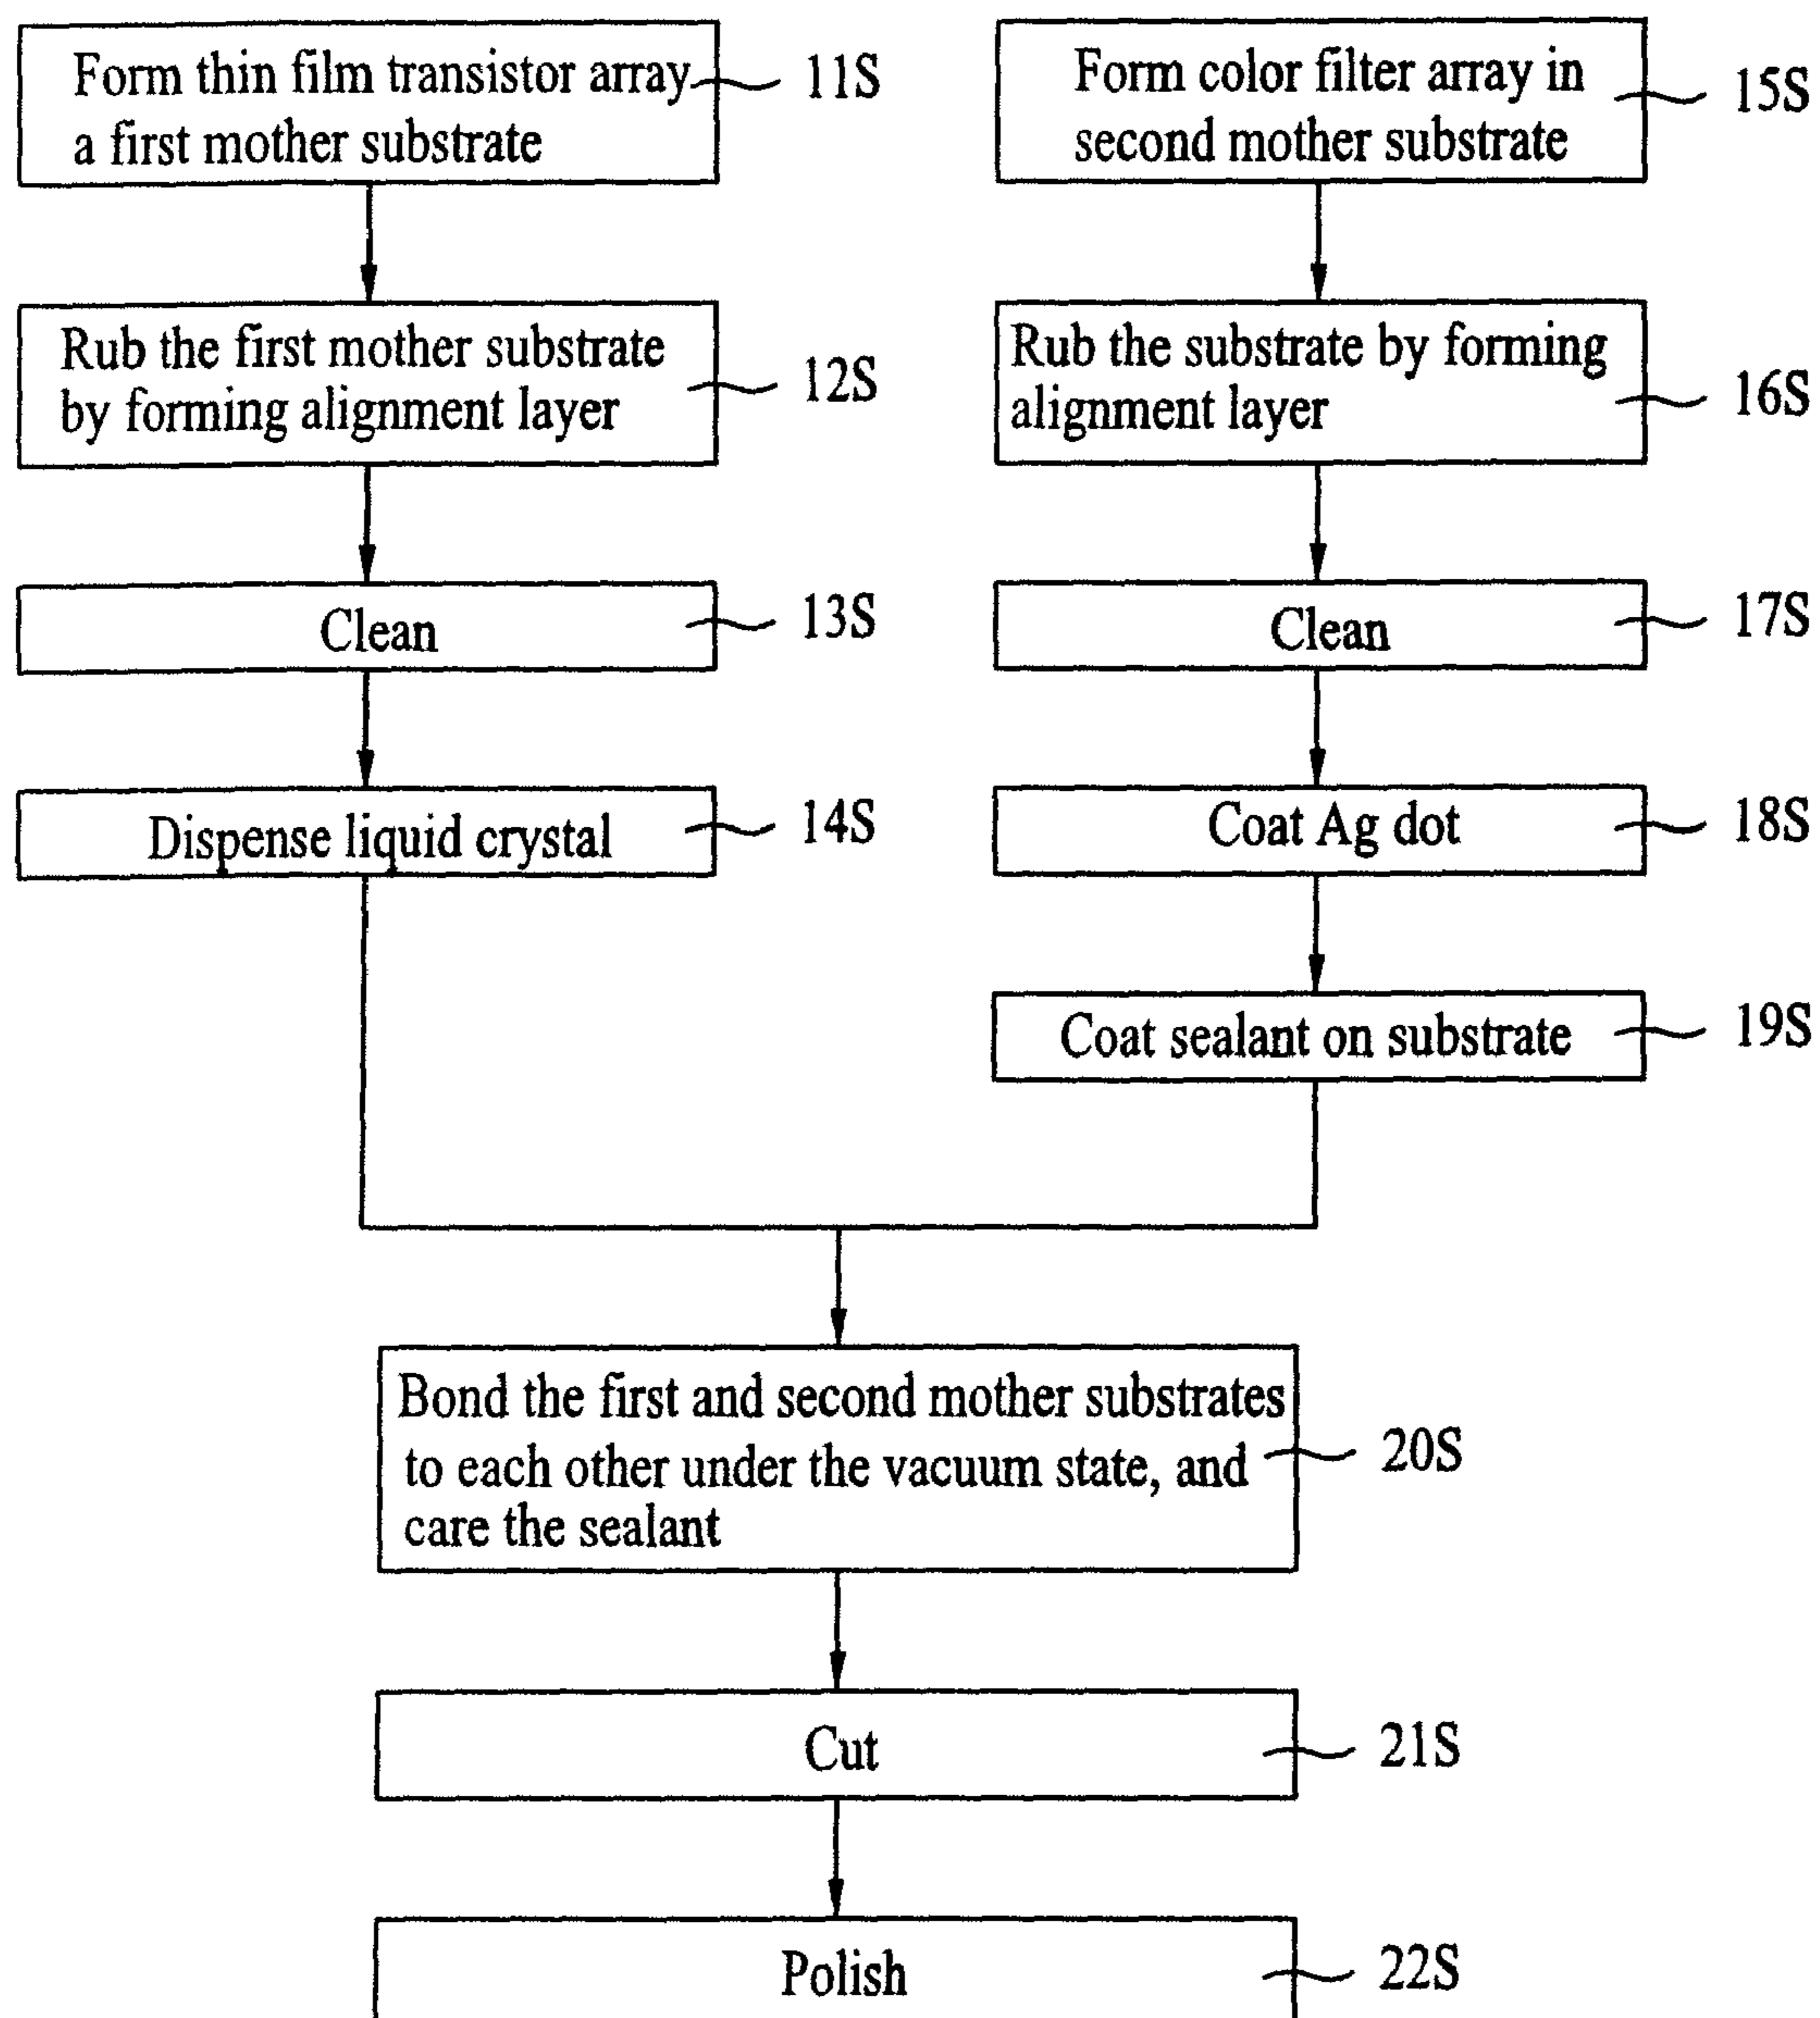 Form thin film transistor array
a first mother substrate
11S
Rub the first mother substrate
by forming alignment layer
12S
Clean
13S
Dispense liquid crystal
14S
Form color filter array in
second mother substrate
15S
Rub the substrate by forming
alignment layer
16S
Clean
17S
Coat Ag dot
18S
Coat sealant on substrate
19S
Bond the first and second mother substrates
to each other under the vacuum state, and
care the sealant
20S
Cut
21S
Polish
22S